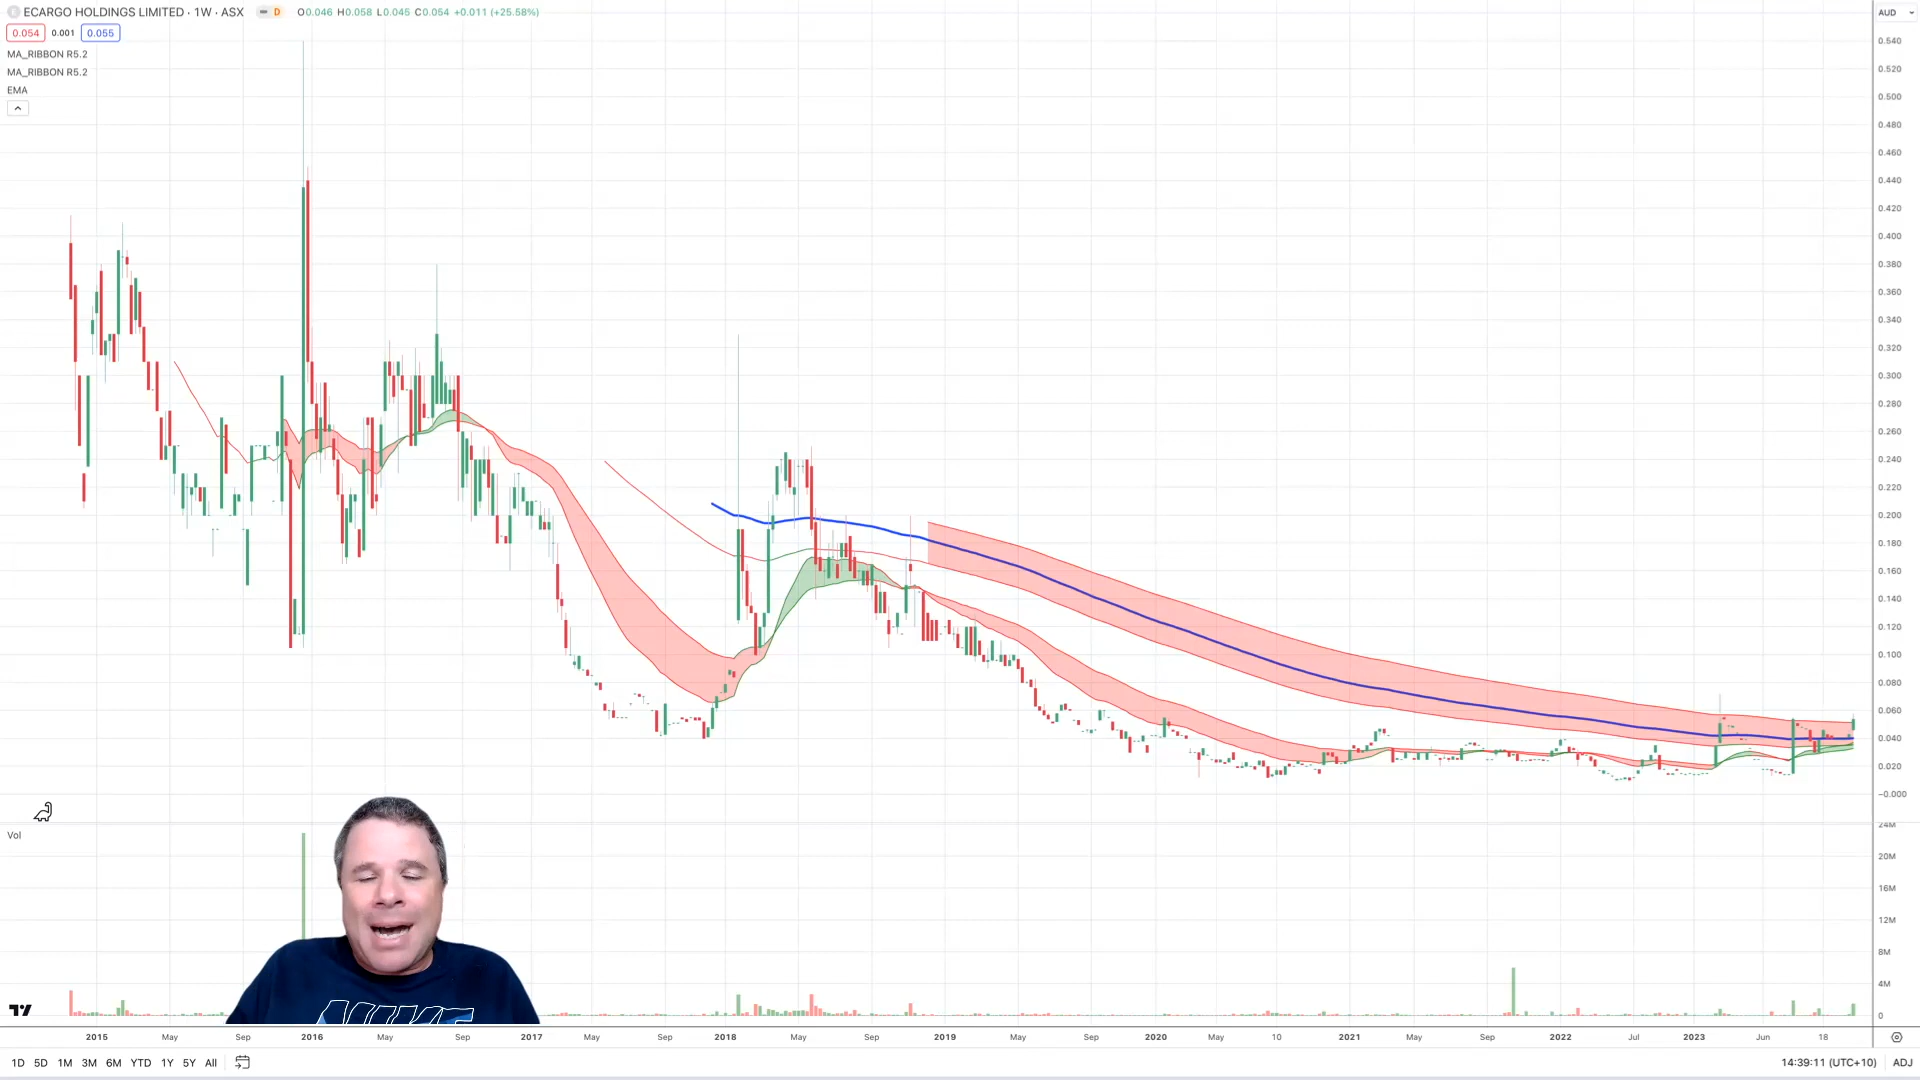 ECARGO HOLDINGS LIMITED · 1W · ASX D O0.046 H0.058 L0.045 C0.054 +0.011 (+25.58%)
AUD
0.054 0.001 0.055
MA_RIBBON R5.2
MA_RIBBON R5.2
EMA
0.540
0.520
0.500
0.480
0.460
0.440
0.420
0.400
0.380
0.360
0.340
0.320
0.300
0.280
0.260
0.240
0.220
0.200
0.180
0.160
0.140
0.120
0.100
0.080
0.060
0.040
0.020
−0.000
Vol
24M
20M
16M
12M
8M
4M
0
2015 May Sep 2016 May Sep 2017 May Sep 2018 May Sep 2019 May Sep 2020 May 10 2021 May Sep 2022 Jul 2023 Jun 18
1D 5D 1M 3M 6M YTD 1Y 5Y All 14:39:11 (UTC+10) ADJ